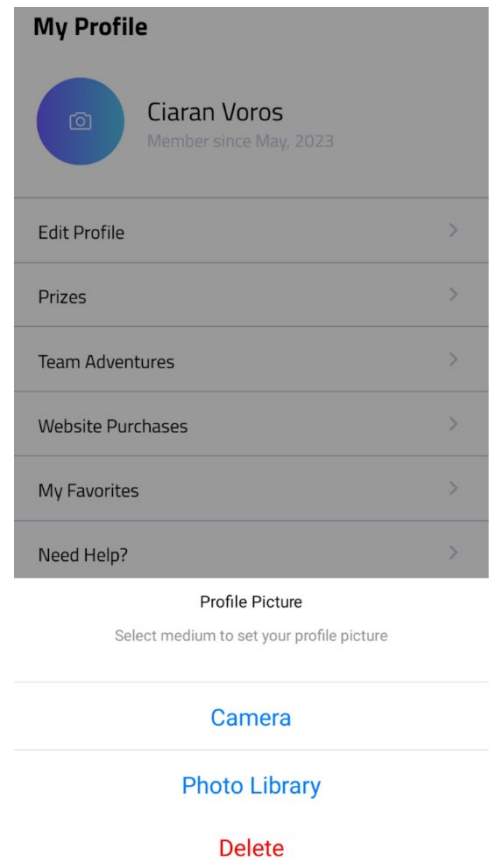 My Profile
Ciaran Voros
Member since May, 2023
Edit Profile
Prizes
Team Adventures
Website Purchases
My Favorites
Need Help?
Profile Picture
Select medium to set your profile picture
Camera
Photo Library
Delete